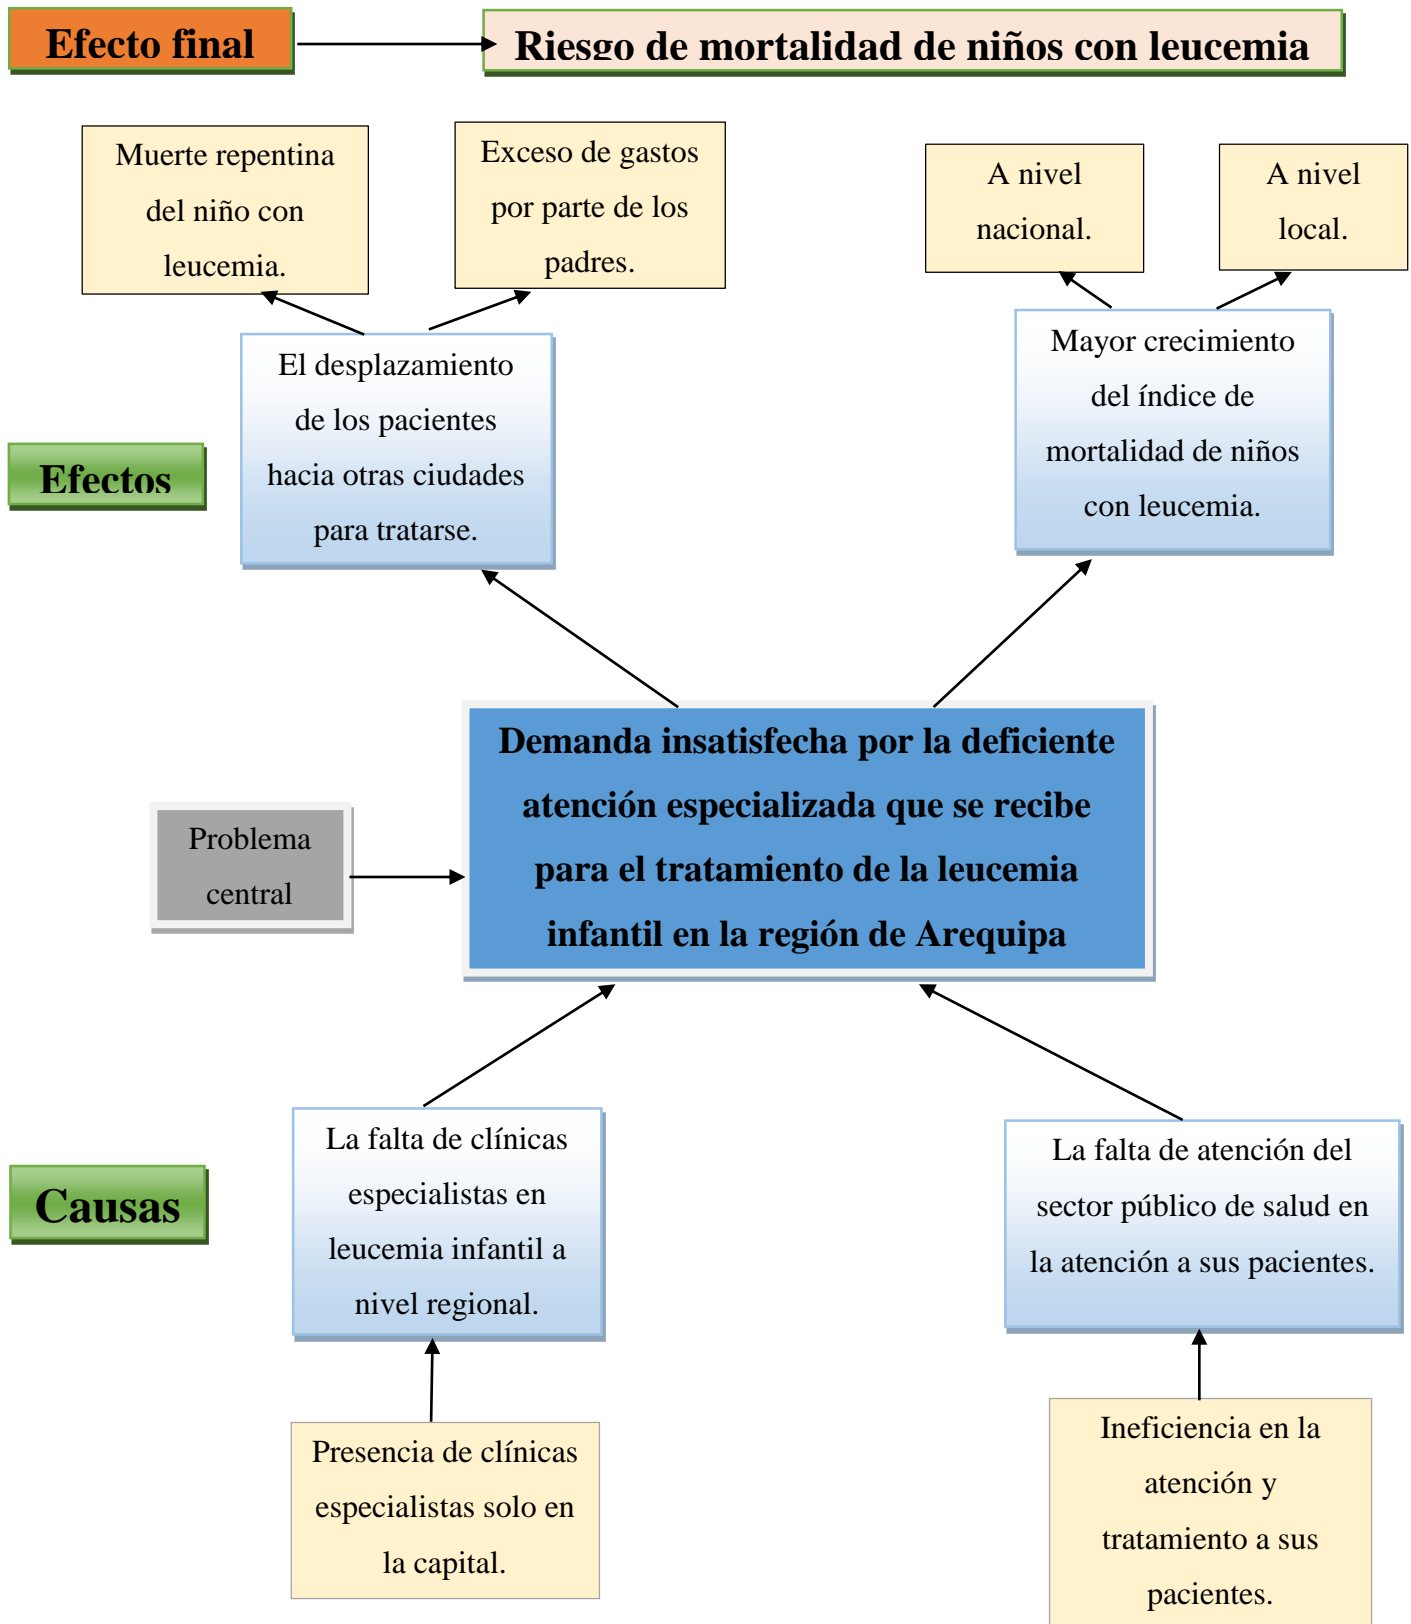 Efecto final
Riesgo de mortalidad de niños con leucemia
Muerte repentina
del niño con
leucemia.
Exceso de gastos
por parte de los
padres.
A nivel
nacional.
A nivel
local.
El desplazamiento
de los pacientes
hacia otras ciudades
para tratarse.
Mayor crecimiento
del índice de
mortalidad de niños
con leucemia.
Efectos
Demanda insatisfecha por la deficiente
atención especializada que se recibe
para el tratamiento de la leucemia
infantil en la región de Arequipa
Problema
central
La falta de clínicas
especialistas en
leucemia infantil a
nivel regional.
La falta de atención del
sector público de salud en
la atención a sus pacientes.
Causas
Presencia de clínicas
especialistas solo en
la capital.
Ineficiencia en la
atención y
tratamiento a sus
pacientes.